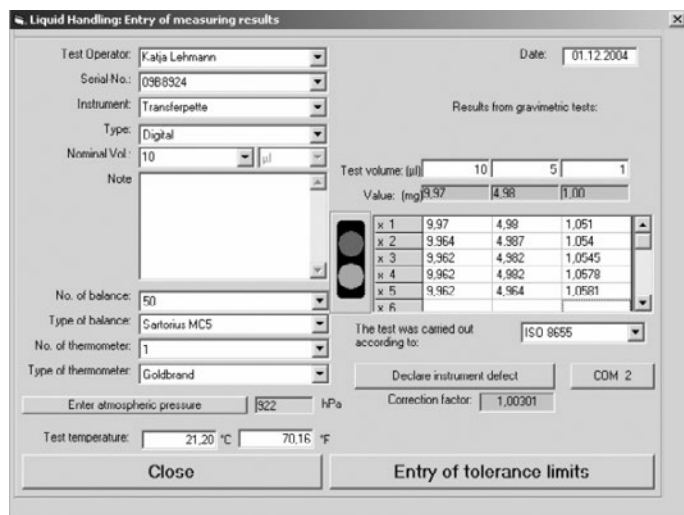 Liquid Handling: Entry of measuring results
Test Operator: Katja Lehmann
Date: 01.12.2004
Serial-No.: 09B8924
Instrument: Transferpette
Results from gravimetric tests:
Type: Digital
Nominal Vol.: 10 µl
Note
Test volume: (µl) 10 5 1
Value: (mg) 9,97 4,98 1,00
x 1 9,97 4,98 1,051
x 2 9.964 4.987 1.054
x 3 9,962 4,982 1,0545
x 4 9,962 4,982 1,0578
x 5 9,962 4,964 1,0581
x 6
No. of balance: 50
Type of balance: Sartorius MC5
The test was carried out
according to: ISO 8655
No. of thermometer: 1
Type of thermometer: Goldbrand
Declare instrument defect COM 2
Enter atmospheric pressure 922 hPa
Correction factor: 1,00301
Test temperature: 21,20 °C 70,16 °F
Close Entry of tolerance limits